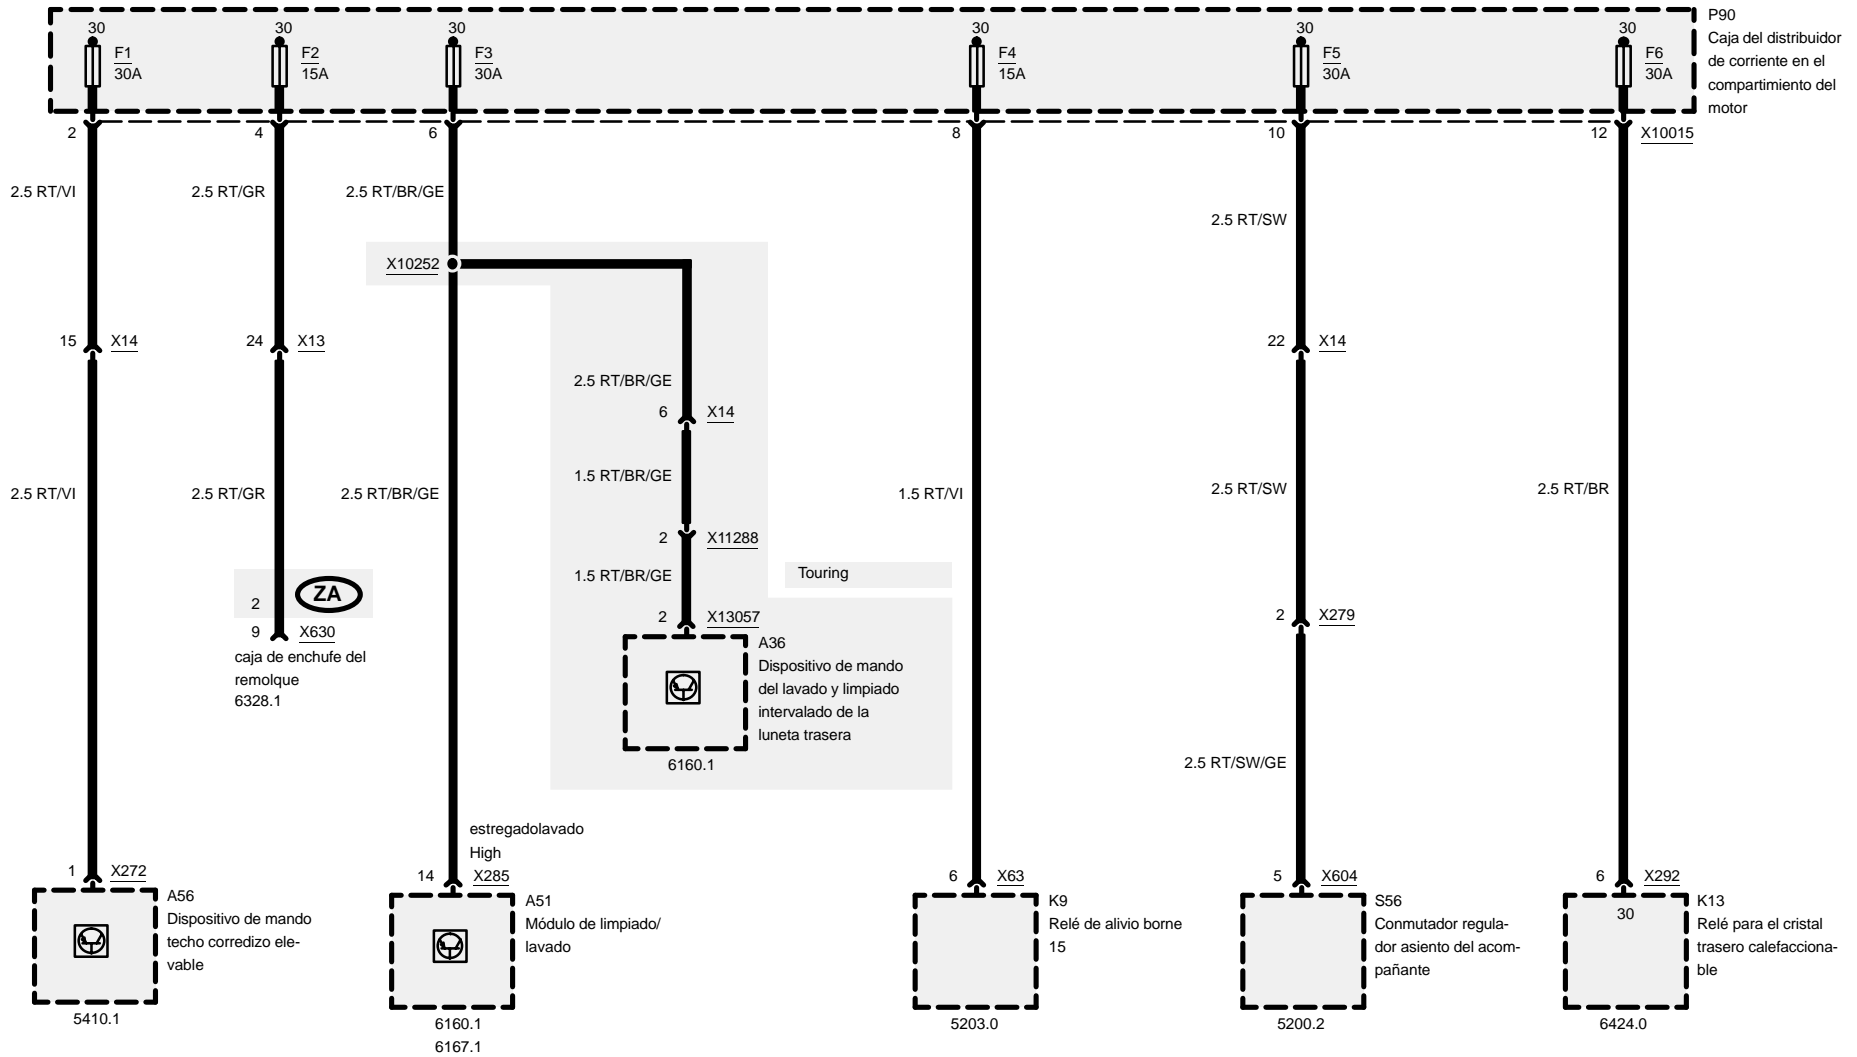 30
30
30
30
30
30
P90
Caja del distribuidor
de corriente en el
compartimiento del
motor
F1
30A
F2
15A
F3
30A
F4
15A
F5
30A
F6
30A
2
4
6
8
10
12
X10015
2.5 RT/VI
2.5 RT/GR
2.5 RT/BR/GE
2.5 RT/SW
X10252
15
X14
24
X13
22
X14
2.5 RT/BR/GE
6
X14
1.5 RT/BR/GE
2.5 RT/VI
2.5 RT/GR
2.5 RT/BR/GE
1.5 RT/VI
2.5 RT/SW
2.5 RT/BR
2
X11288
1.5 RT/BR/GE
Touring
2
ZA
9
X630
caja de enchufe del
remolque
6328.1
2
X13057
2
X279
A36
Dispositivo de mando
del lavado y limpiado
intervalado de la
luneta trasera
6160.1
2.5 RT/SW/GE
estregadolavado
High
1
X272
14
X285
6
X63
5
X604
6
X292
A56
Dispositivo de mando
techo corredizo ele-
vable
5410.1
A51
Módulo de limpiado/
lavado
6160.1
6167.1
K9
Relé de alivio borne
15
5203.0
S56
Conmutador regula-
dor asiento del acom-
pañante
5200.2
30
K13
Relé para el cristal
trasero calefacciona-
ble
6424.0